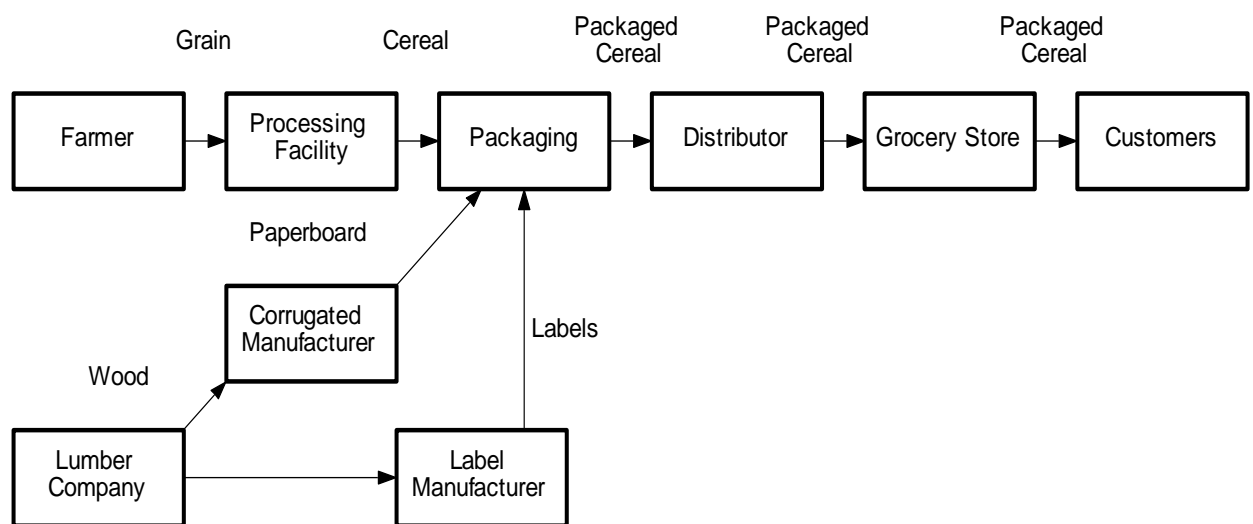 Grain
Cereal
Packaged
Cereal
Packaged
Cereal
Packaged
Cereal
Farmer
Processing
Facility
Packaging
Distributor
Grocery Store
Customers
Paperboard
Corrugated
Manufacturer
Labels
Wood
Lumber
Company
Label
Manufacturer